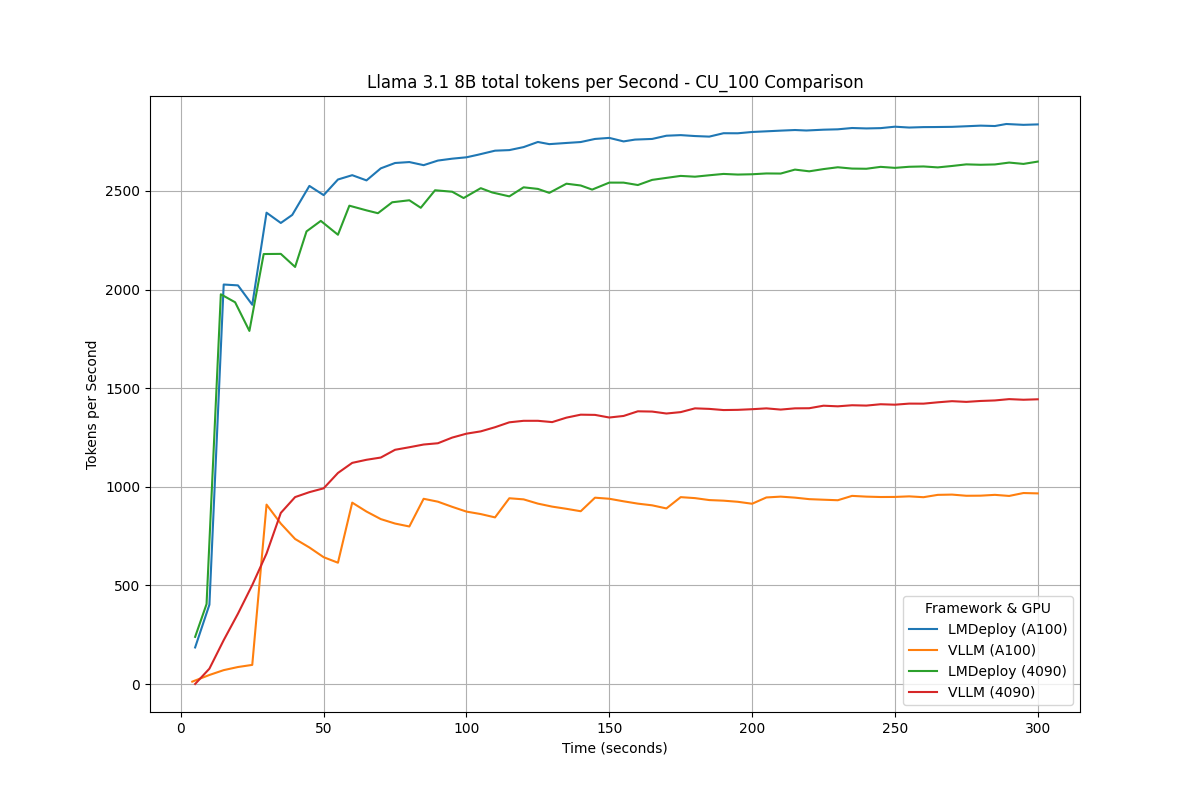 Llama 3.1 8B total tokens per Second - CU_100 Comparison
Tokens per Second
2500
2000
1500
1000
500
0
0 50 100 150 200 250 300
Time (seconds)
Framework & GPU
LMDeploy (A100)
VLLM (A100)
LMDeploy (4090)
VLLM (4090)